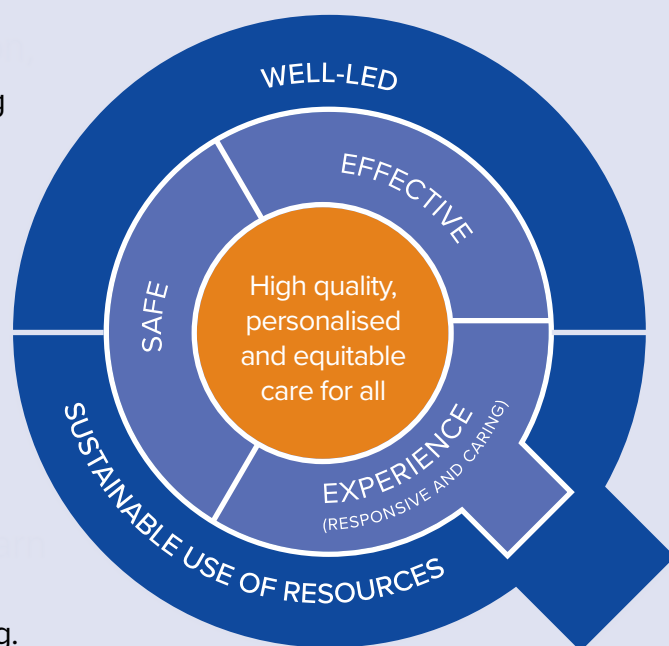 WELL-LED
EFFECTIVE
SAFE
High quality,
personalised
and equitable
care for all
EXPERIENCE
(RESPONSIVE AND CARING)
SUSTAINABLE USE OF RESOURCES